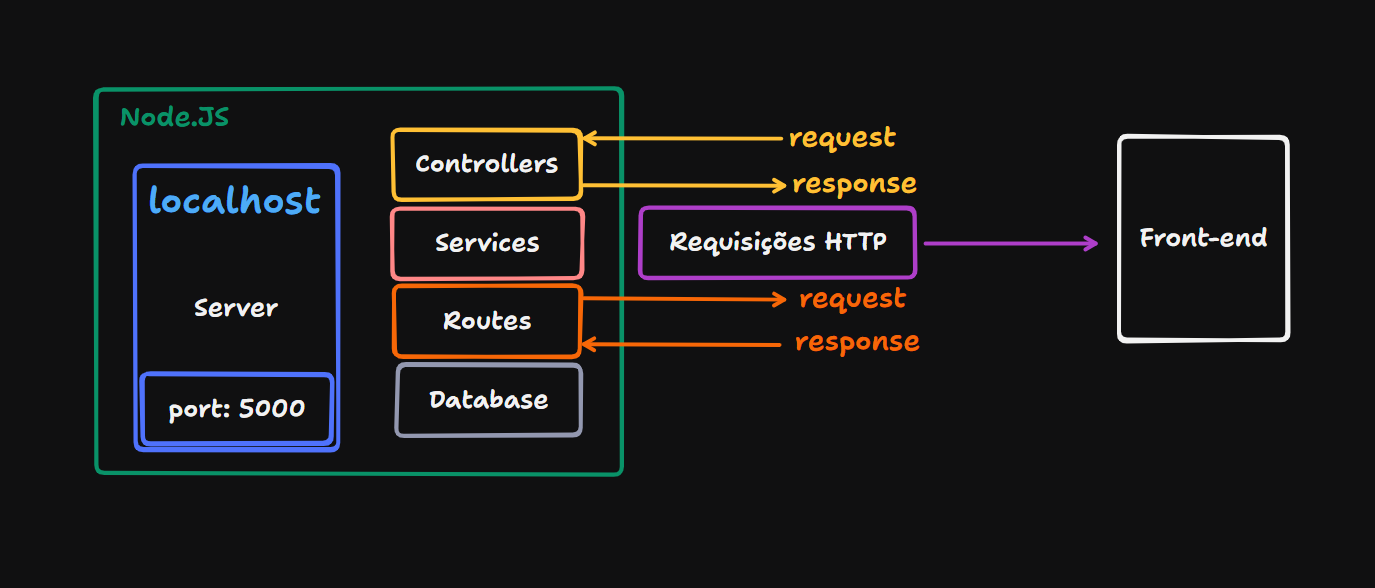 Node.JS
localhost
Server
port: 5000
Controllers
Services
Routes
Database
request
response
Requisições HTTP
request
response
Front-end